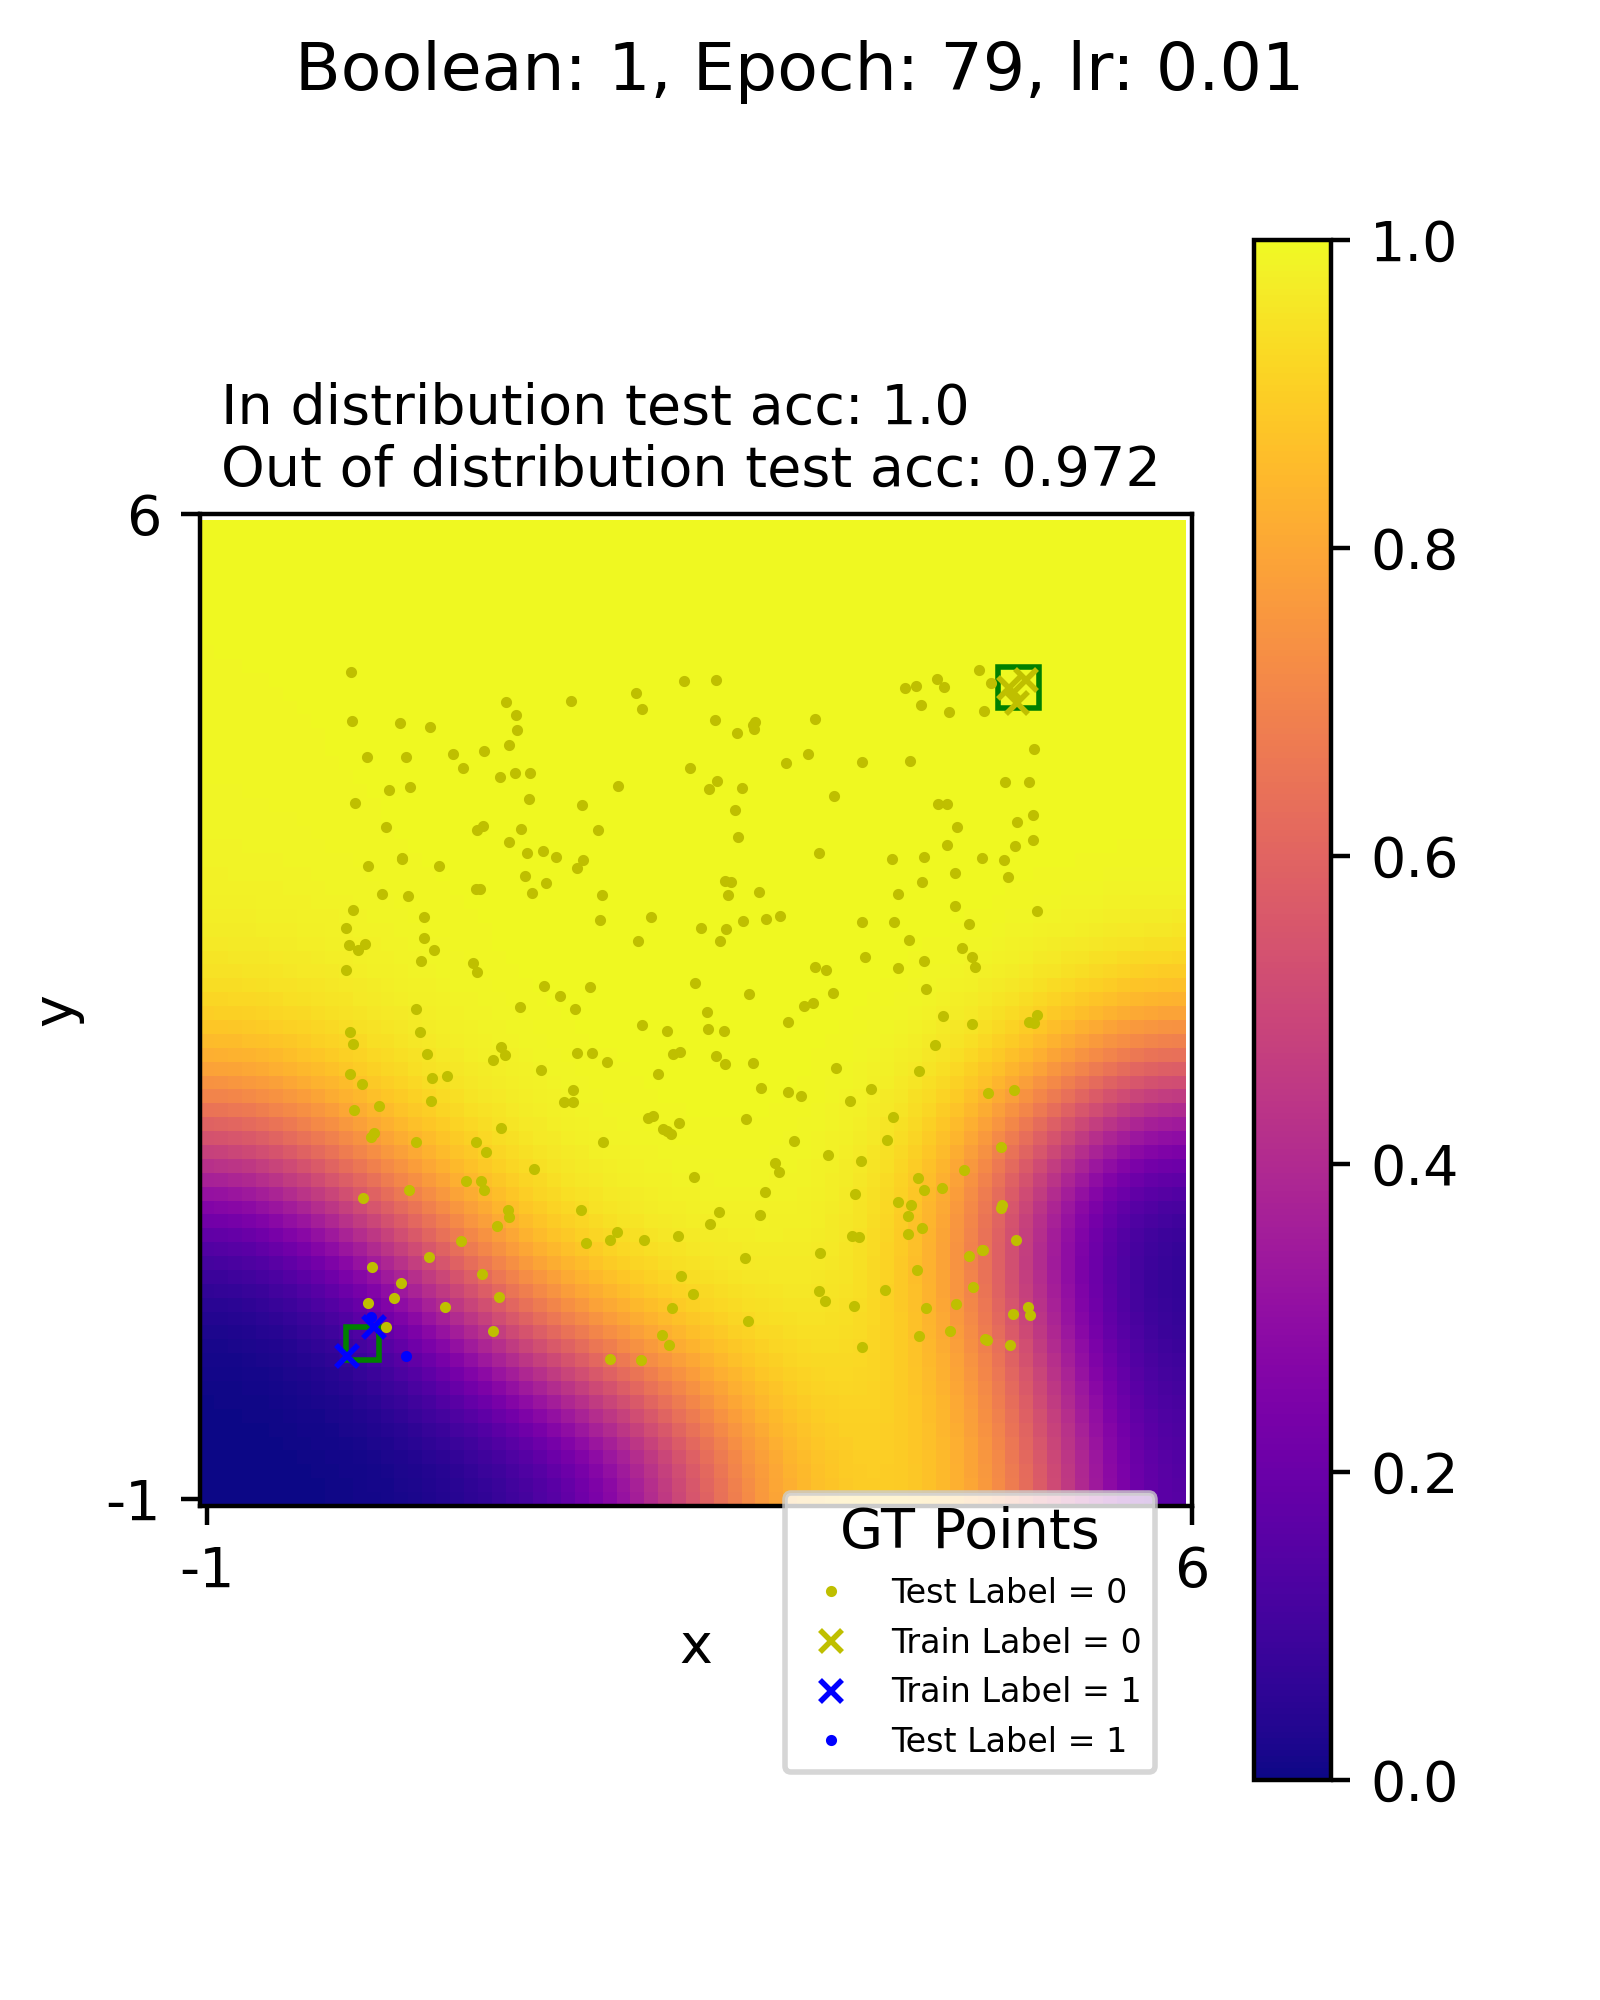 Boolean: 1, Epoch: 79, lr: 0.01
In distribution test acc: 1.0
Out of distribution test acc: 0.972
6
y
-1
-1
6
x
1.0
0.8
0.6
0.4
0.2
0.0
GT Points
Test Label = 0
Train Label = 0
Train Label = 1
Test Label = 1